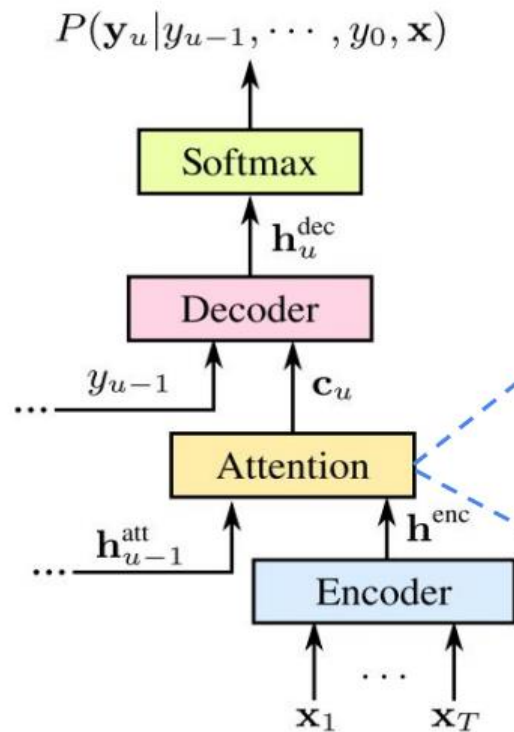 P(y_u|y_{u−1}, ⋯ , y_0, x)
Softmax
h_u^{dec}
Decoder
y_{u−1}
c_u
...
Attention
h_{u−1}^{att}
h^{enc}
...
Encoder
...
x_1 x_T